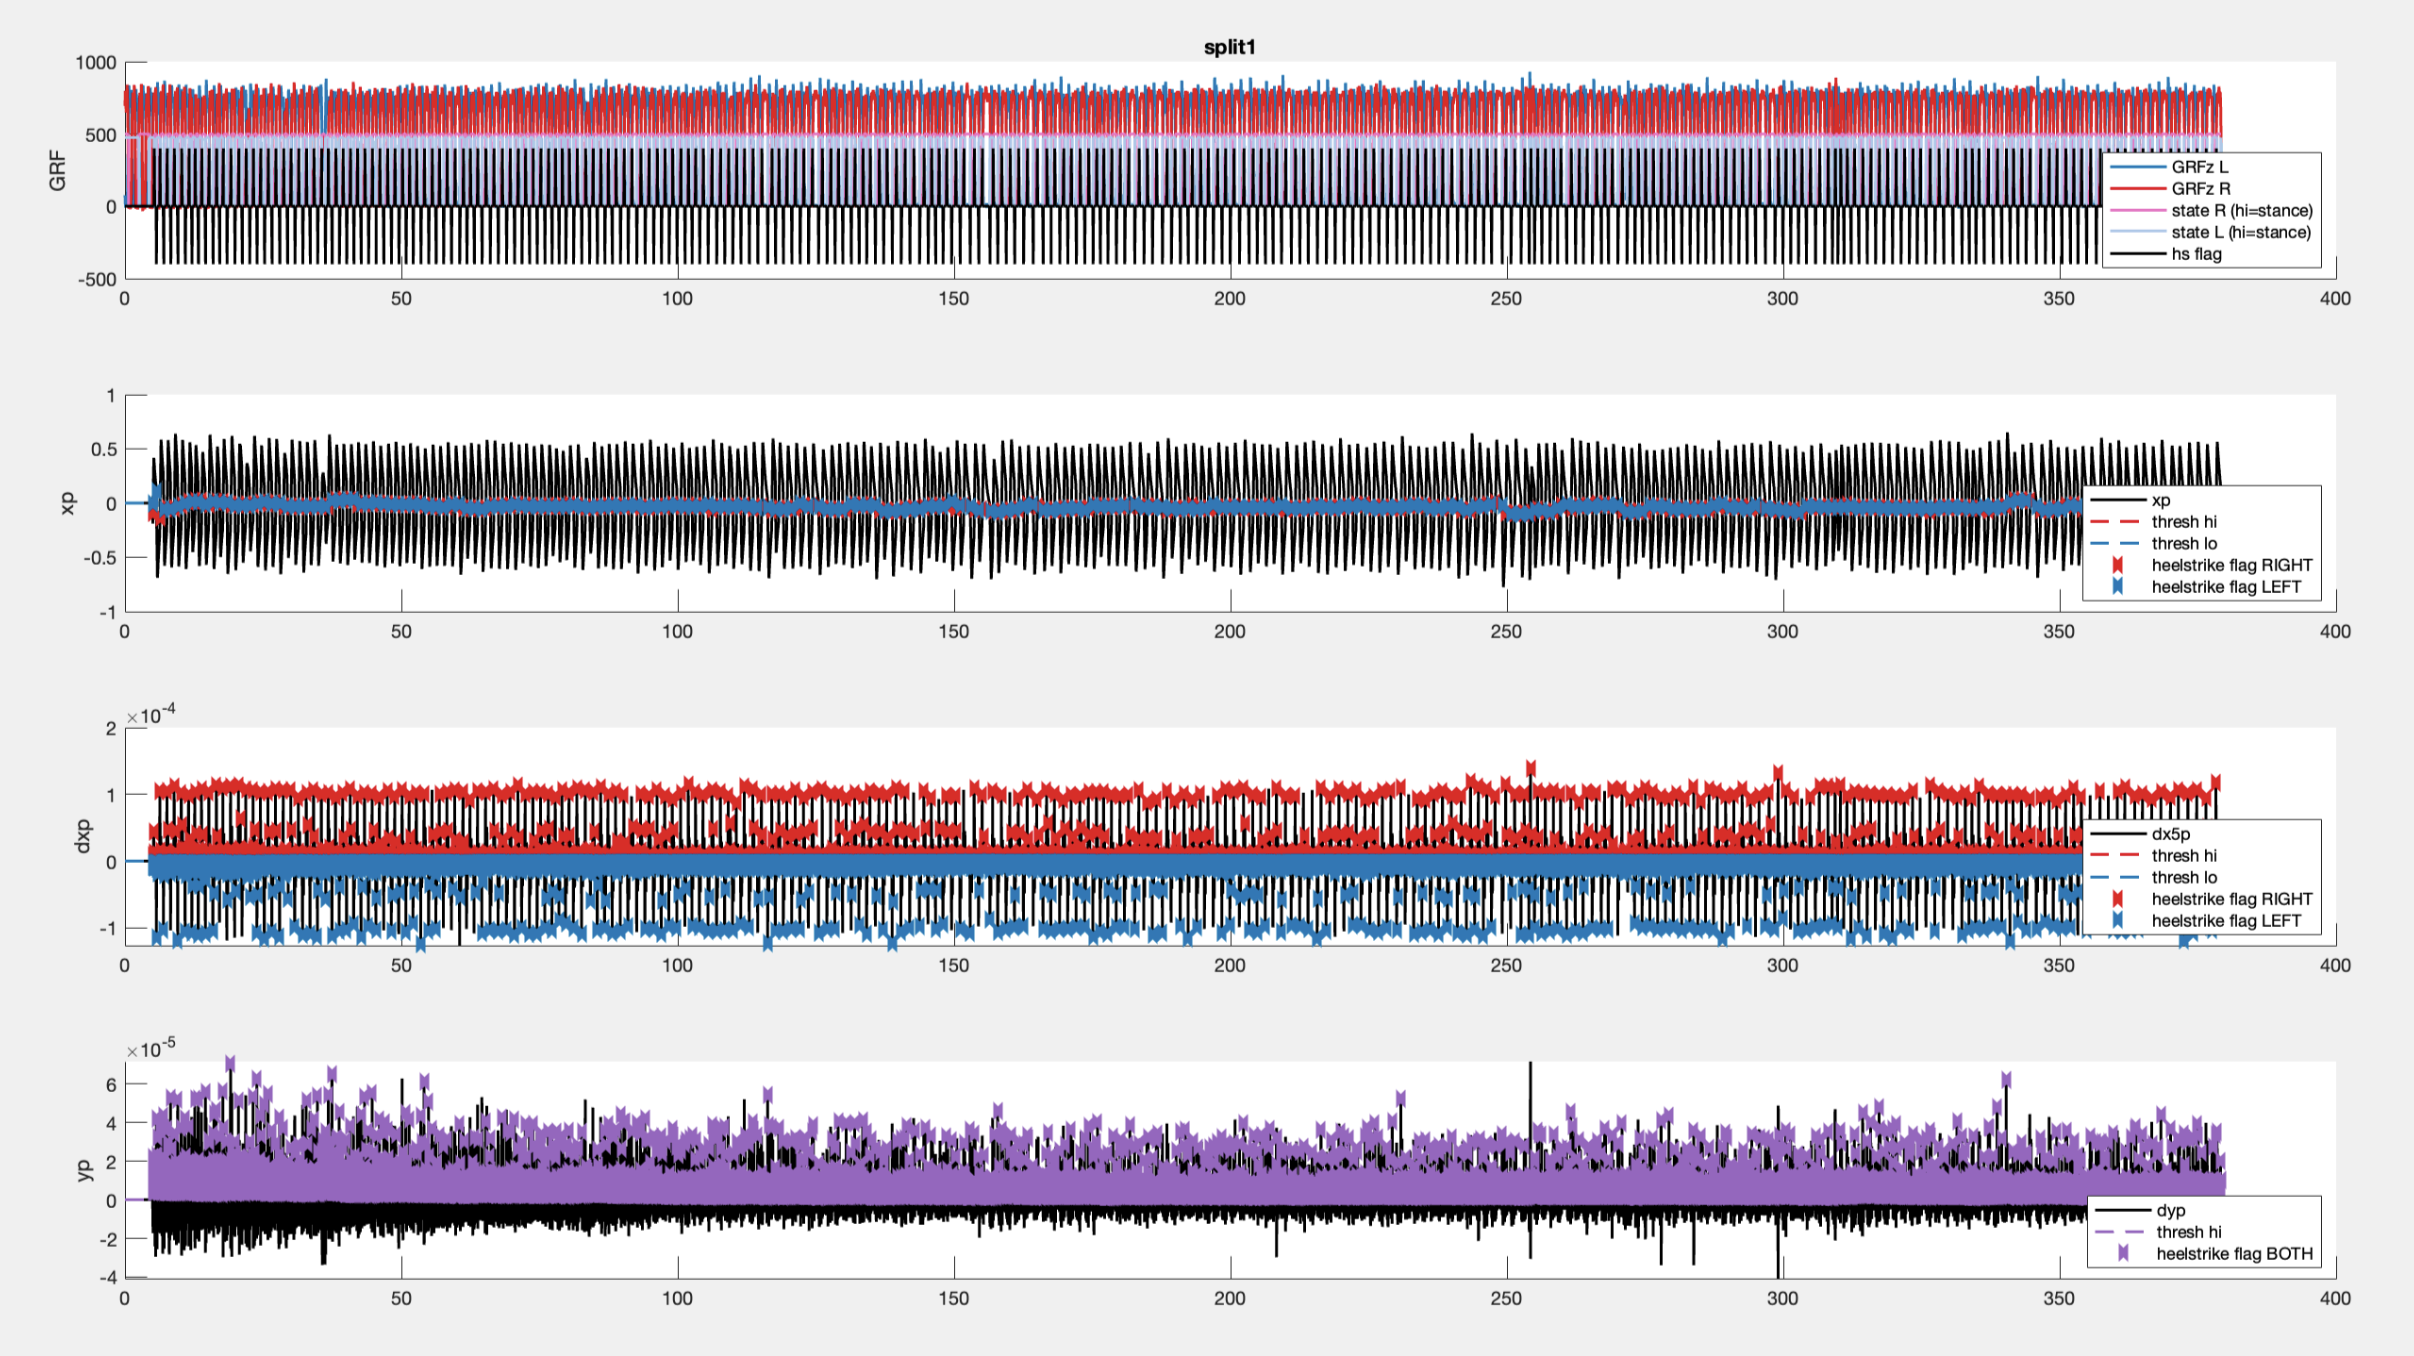 split1
1000
500
0
-500
GRF
GRFz L
GRFz R
state R (hi=stance)
state L (hi=stance)
hs flag
0 50 100 150 200 250 300 350 400
1
0.5
0
-0.5
-1
xp
xp
thresh hi
thresh lo
heelstrike flag RIGHT
heelstrike flag LEFT
0 50 100 150 200 250 300 350 400
×10-4
2
1
0
-1
dxp
dx5p
thresh hi
thresh lo
heelstrike flag RIGHT
heelstrike flag LEFT
0 50 100 150 200 250 300 350 400
×10-5
6
4
2
0
-2
-4
yp
dyp
thresh hi
heelstrike flag BOTH
0 50 100 150 200 250 300 350 400